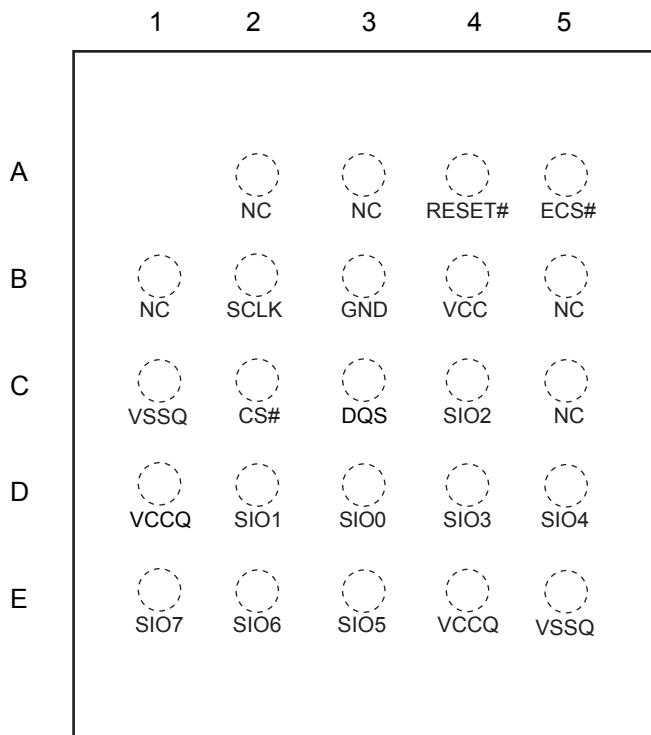 1 2 3 4 5
A
NC NC RESET# ECS#
B
NC SCLK GND VCC NC
C
VSSQ CS# DQS SIO2 NC
D
VCCQ SIO1 SIO0 SIO3 SIO4
E
SIO7 SIO6 SIO5 VCCQ VSSQ